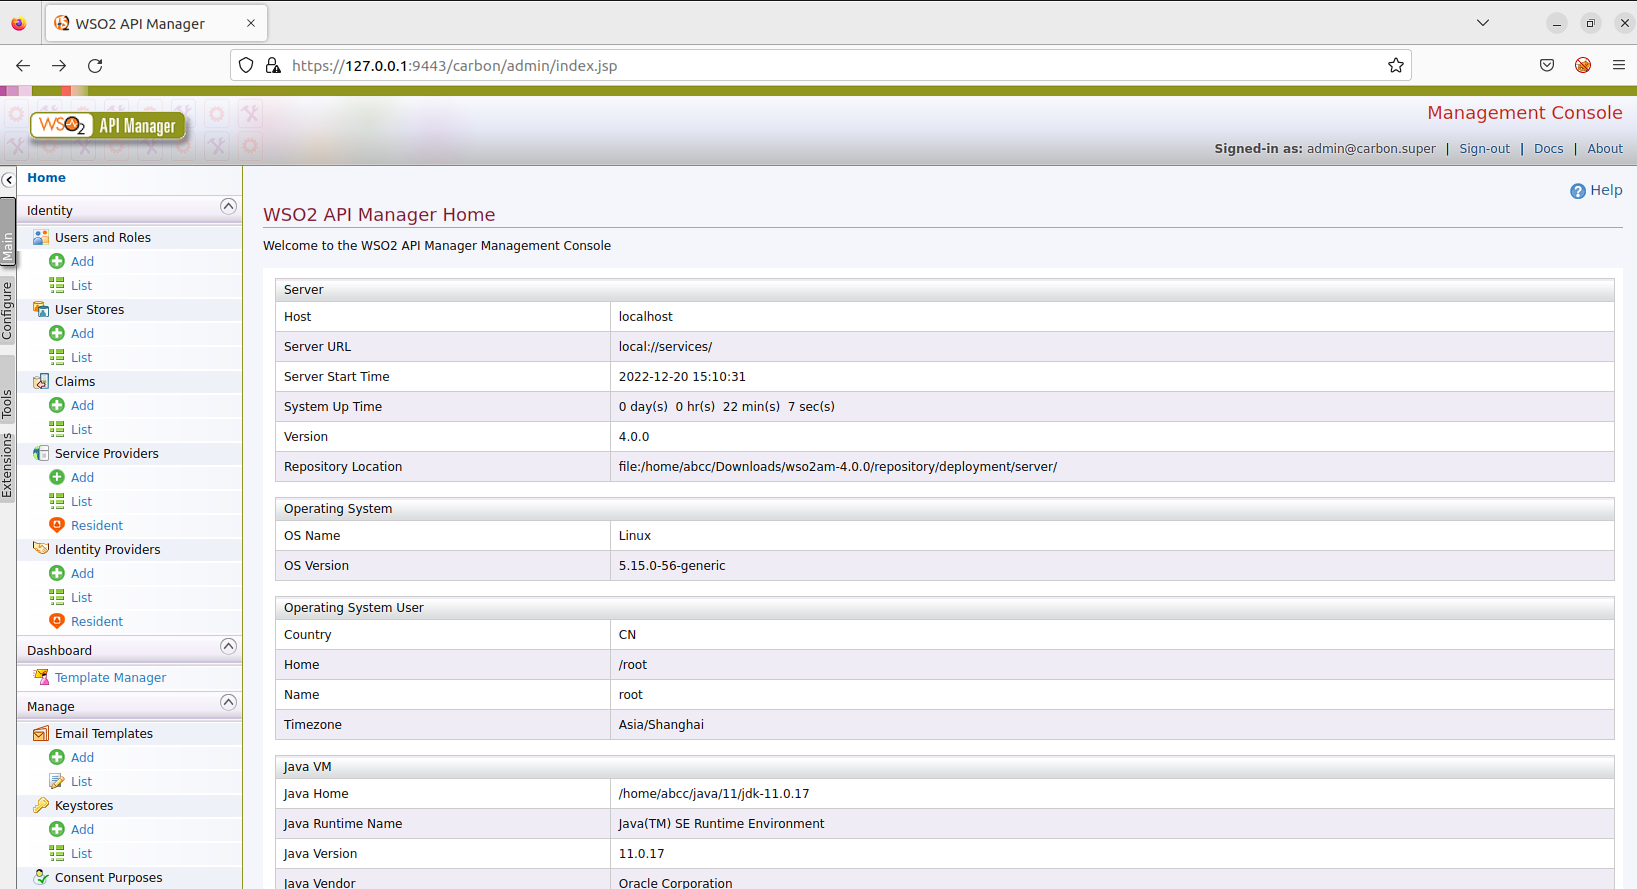 WSO2 API Manager
https://127.0.0.1:9443/carbon/admin/index.jsp
WSO2 API Manager
Management Console
Signed-in as: admin@carbon.super | Sign-out | Docs | About
Main
Configure
Tools
Extensions
Home
Identity
Users and Roles
Add
List
User Stores
Add
List
Claims
Add
List
Service Providers
Add
List
Resident
Identity Providers
Add
List
Resident
Dashboard
Template Manager
Manage
Email Templates
Add
List
Keystores
Add
List
Consent Purposes
Help
WSO2 API Manager Home
Welcome to the WSO2 API Manager Management Console
Server
Host localhost
Server URL local://services/
Server Start Time 2022-12-20 15:10:31
System Up Time 0 day(s) 0 hr(s) 22 min(s) 7 sec(s)
Version 4.0.0
Repository Location file:/home/abcc/Downloads/wso2am-4.0.0/repository/deployment/server/
Operating System
OS Name Linux
OS Version 5.15.0-56-generic
Operating System User
Country CN
Home /root
Name root
Timezone Asia/Shanghai
Java VM
Java Home /home/abcc/java/11/jdk-11.0.17
Java Runtime Name Java(TM) SE Runtime Environment
Java Version 11.0.17
Java Vendor Oracle Corporation